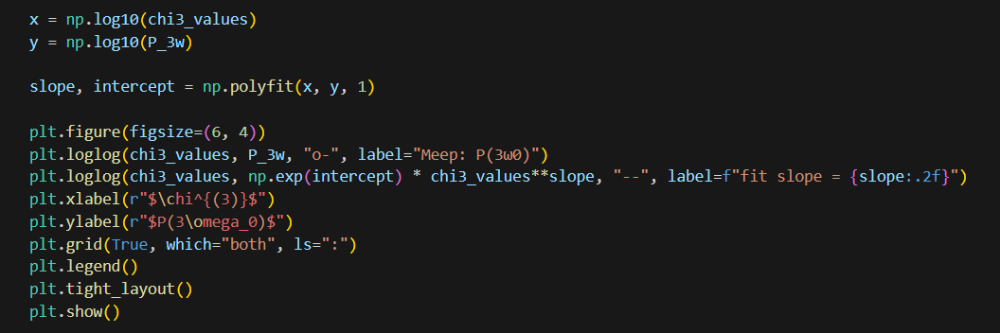 x = np.log10(chi3_values)
y = np.log10(P_3w)
slope, intercept = np.polyfit(x, y, 1)
plt.figure(figsize=(6, 4))
plt.loglog(chi3_values, P_3w, "o-", label="Meep: P(3w0)")
plt.loglog(chi3_values, np.exp(intercept) * chi3_values**slope, "--", label=f"fit slope = {slope:.2f}")
plt.xlabel(r"$\chi^{(3)}$")
plt.ylabel(r"$P(3\omega_0)$")
plt.grid(True, which="both", ls=":")
plt.legend()
plt.tight_layout()
plt.show()